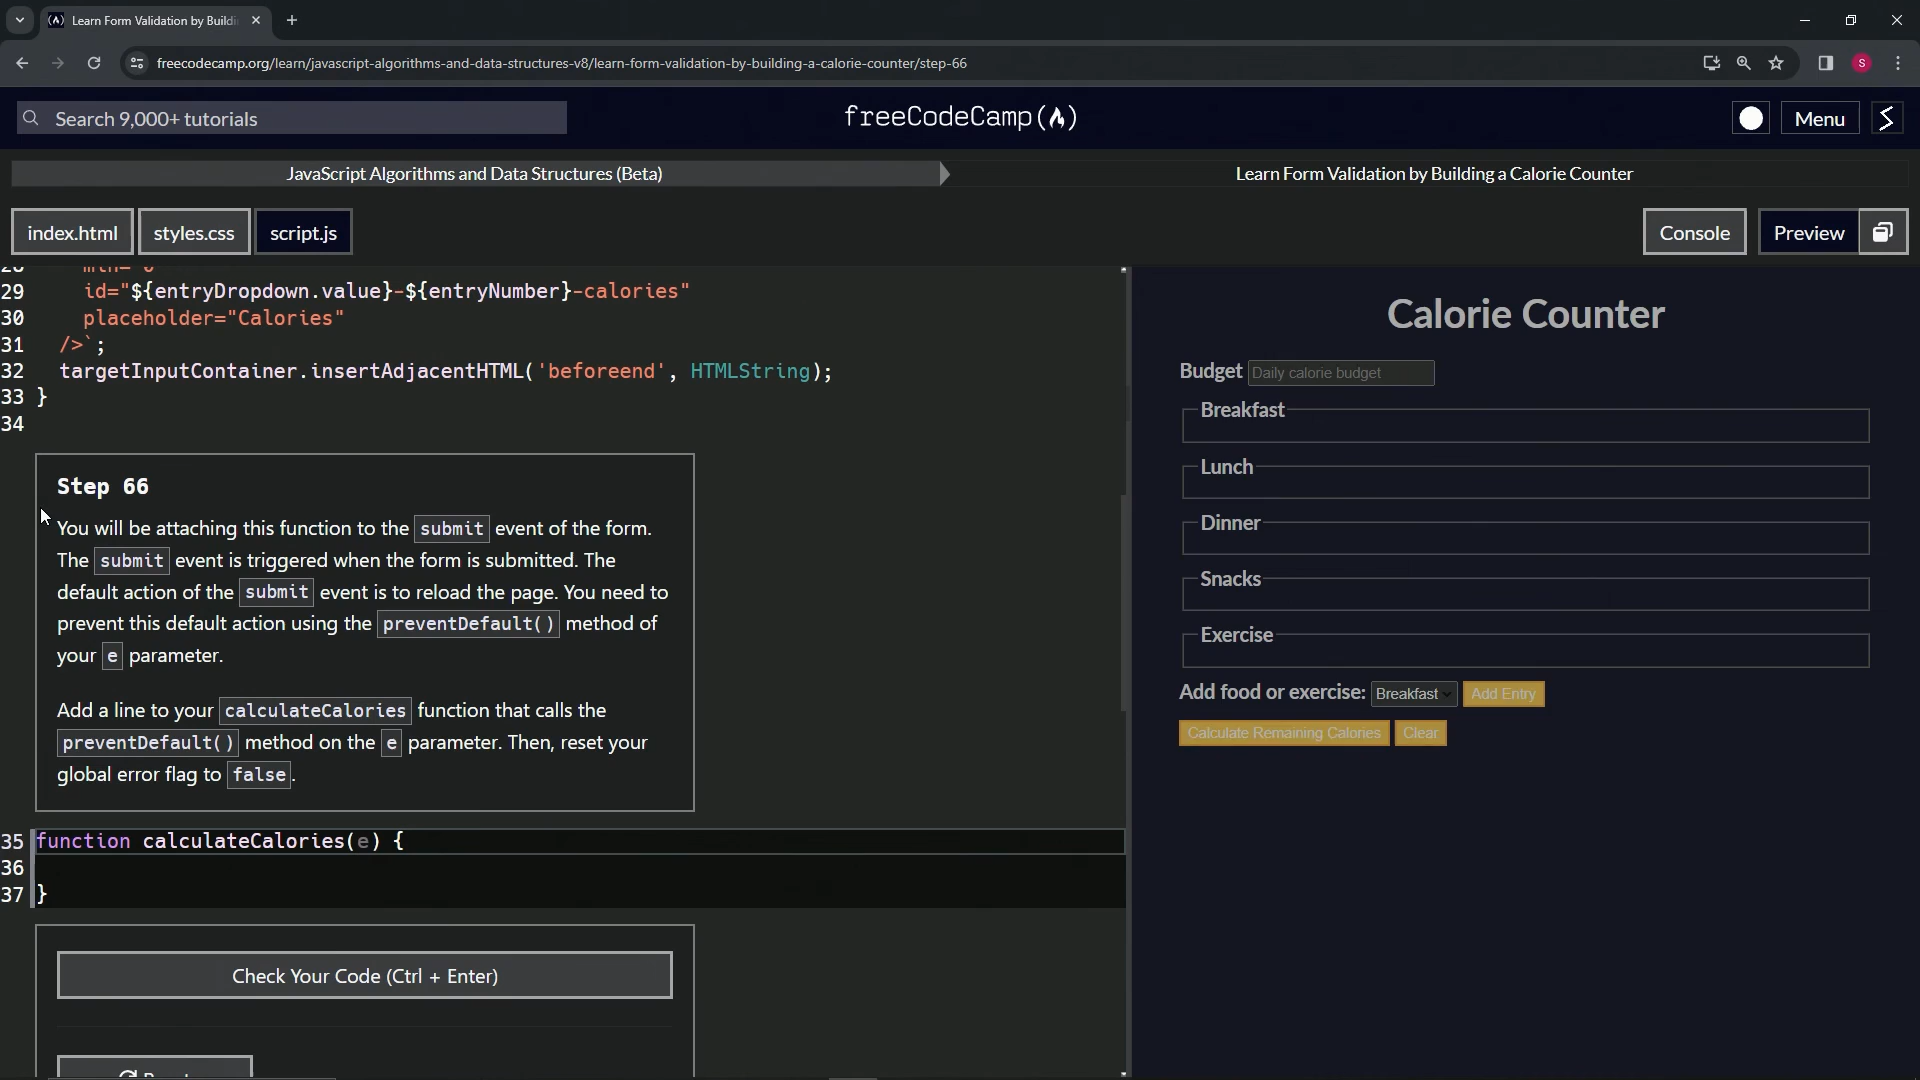 Learn Form Validation by Buildi
freecodecamp.org/learn/javascript-algorithms-and-data-structures-v8/learn-form-validation-by-building-a-calorie-counter/step-66
S
Search 9,000+ tutorials
freeCodeCamp
Menu
JavaScript Algorithms and Data Structures (Beta)
Learn Form Validation by Building a Calorie Counter
index.html
styles.css
script.js
Console
Preview
29 id="${entryDropdown.value}-${entryNumber}-calories"
30 placeholder="Calories"
31 />`;
32 targetInputContainer.insertAdjacentHTML('beforeend', HTMLString);
33 }
34
Step 66
You will be attaching this function to the submit event of the form.
The submit event is triggered when the form is submitted. The
default action of the submit event is to reload the page. You need to
prevent this default action using the preventDefault() method of
your e parameter.
Add a line to your calculateCalories function that calls the
preventDefault() method on the e parameter. Then, reset your
global error flag to false.
35 function calculateCalories(e) {
36
37 }
Check Your Code (Ctrl + Enter)
Calorie Counter
Budget Daily calorie budget
Breakfast
Lunch
Dinner
Snacks
Exercise
Add food or exercise: Breakfast Add Entry
Calculate Remaining Calories Clear